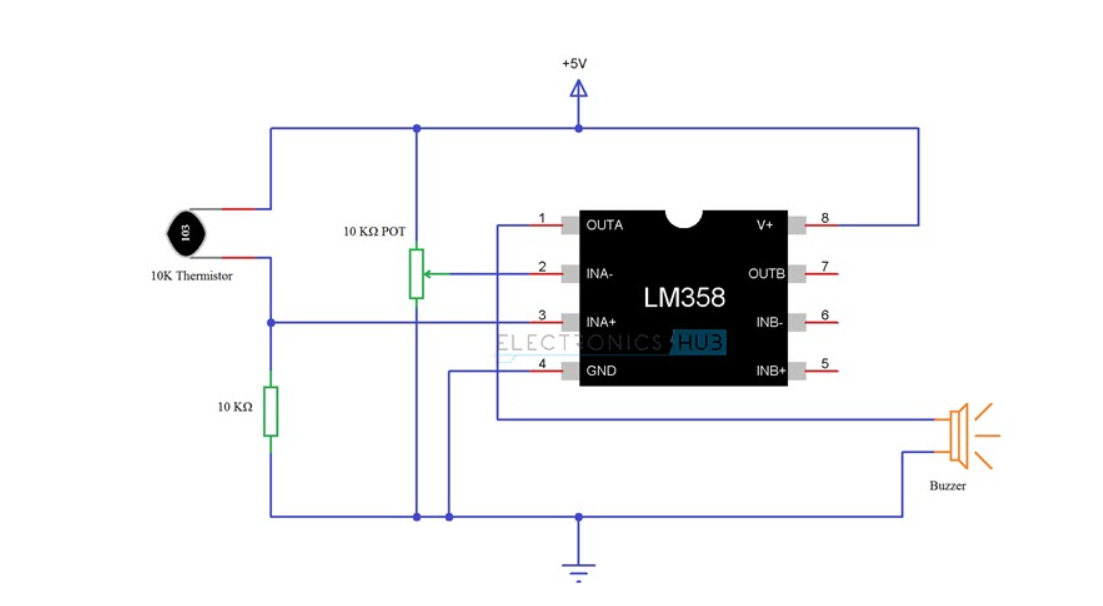 +5V
103
10K Thermistor
10 KΩ POT
10 KΩ
1
2
3
4
OUTA
INA-
INA+
GND
LM358
V+
OUTB
INB-
INB+
8
7
6
5
ELECTRONICS HUB
Buzzer